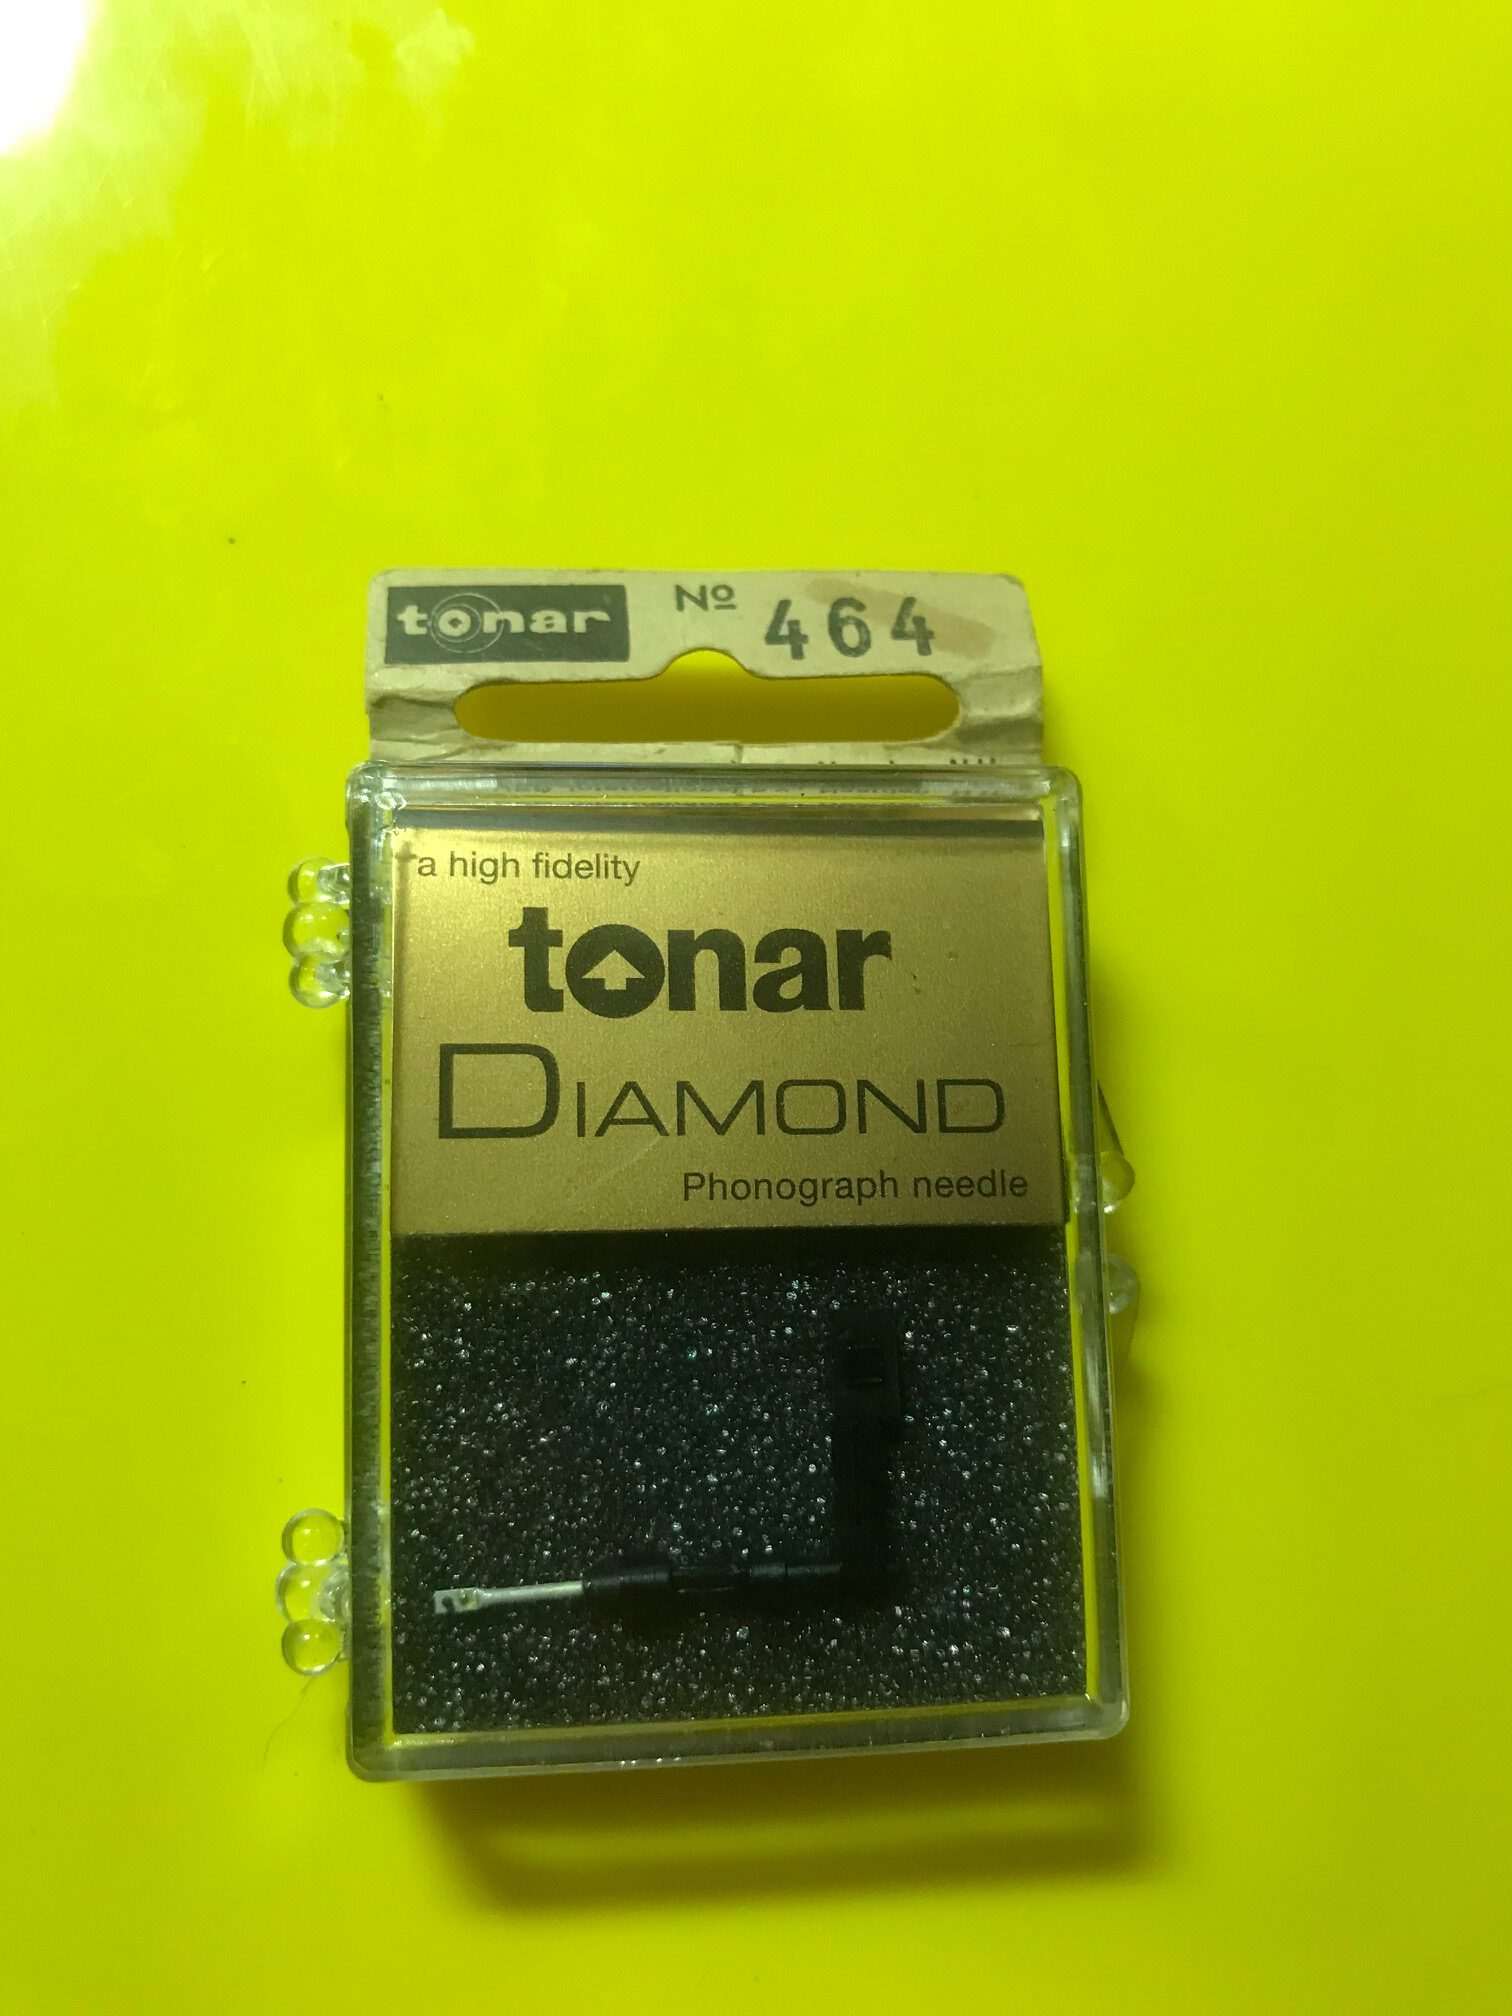 tonar Nº 464
a high fidelity
tonar
DIAMOND
Phonograph needle